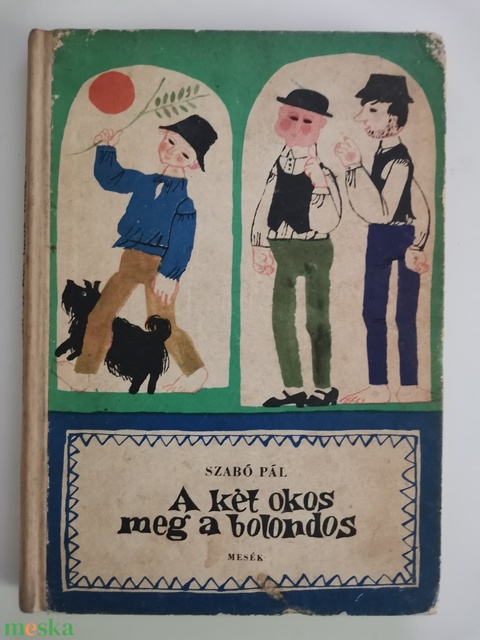 SZABÓ PÁL
A két okos
meg a bolondos
MESÉK
meska